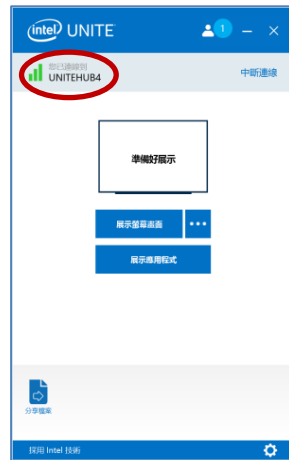 intel UNITE
1
您已連線到
UNITEHUB4
中斷連線
準備好展示
展示螢幕畫面
展示應用程式
分享檔案
採用 Intel 技術